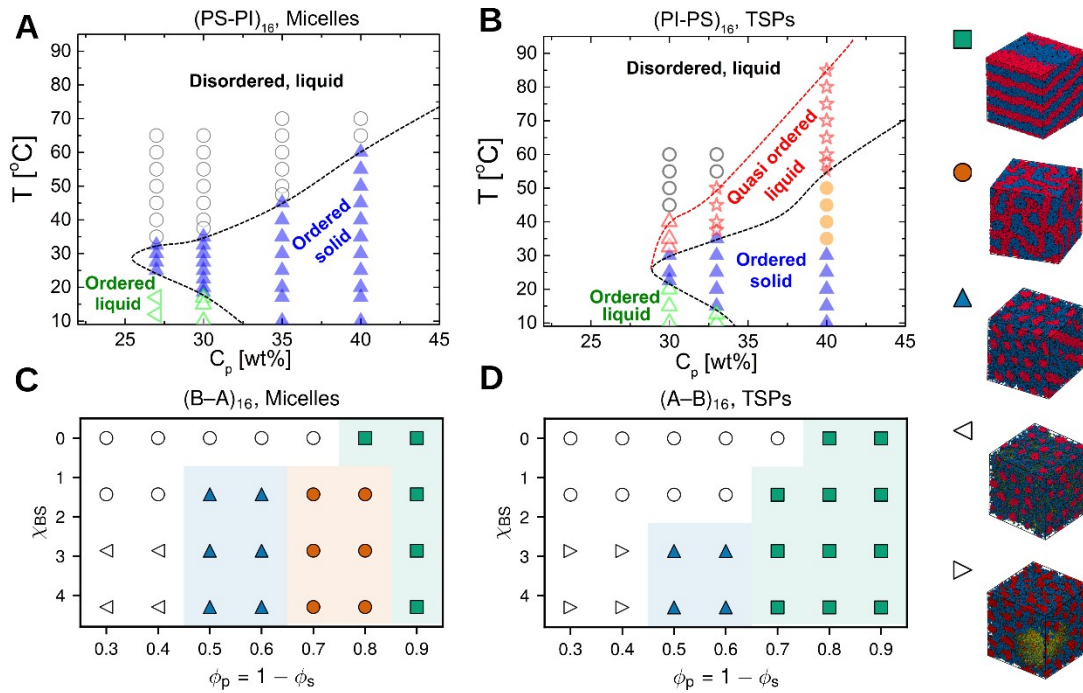 A
(PS-PI)₁₆, Micelles
90
80
70
60
50
40
30
20
10
T [°C]
Disordered, liquid
Ordered solid
Ordered liquid
25 30 35 40 45
Cₚ [wt%]
B
(PI-PS)₁₆, TSPs
90
80
70
60
50
40
30
20
10
T [°C]
Disordered, liquid
Quasi ordered liquid
Ordered solid
Ordered liquid
25 30 35 40 45
Cₚ [wt%]
C
(B–A)₁₆, Micelles
0
1
2
3
4
χBS
0.3 0.4 0.5 0.6 0.7 0.8 0.9
ϕₚ = 1 − ϕₛ
D
(A–B)₁₆, TSPs
0
1
2
3
4
χBS
0.3 0.4 0.5 0.6 0.7 0.8 0.9
ϕₚ = 1 − ϕₛ